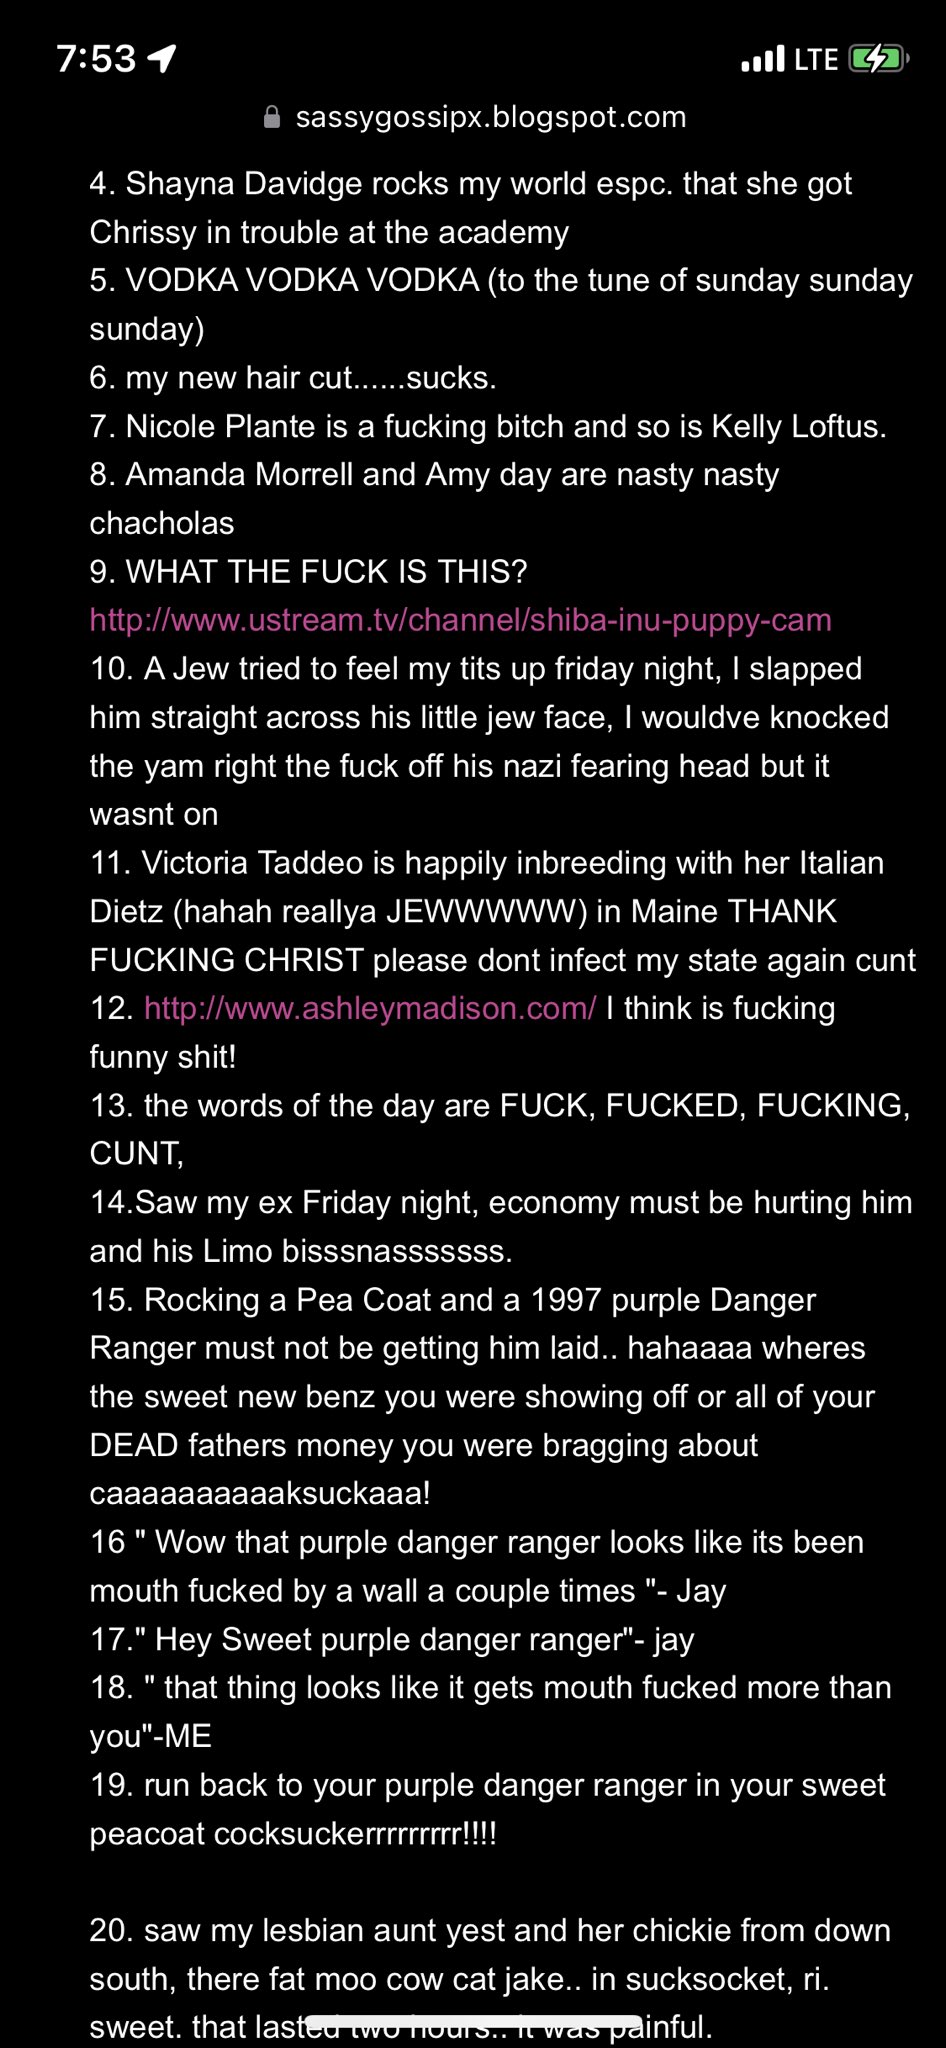 7:53
LTE
sassygossipx.blogspot.com
4. Shayna Davidge rocks my world espc. that she got
Chrissy in trouble at the academy
5. VODKA VODKA VODKA (to the tune of sunday sunday
sunday)
6. my new hair cut......sucks.
7. Nicole Plante is a fucking bitch and so is Kelly Loftus.
8. Amanda Morrell and Amy day are nasty nasty
chacholas
9. WHAT THE FUCK IS THIS?
http://www.ustream.tv/channel/shiba-inu-puppy-cam
10. A Jew tried to feel my tits up friday night, I slapped
him straight across his little jew face, I wouldve knocked
the yam right the fuck off his nazi fearing head but it
wasnt on
11. Victoria Taddeo is happily inbreeding with her Italian
Dietz (hahah reallya JEWWWWW) in Maine THANK
FUCKING CHRIST please dont infect my state again cunt
12. http://www.ashleymadison.com/ I think is fucking
funny shit!
13. the words of the day are FUCK, FUCKED, FUCKING,
CUNT,
14.Saw my ex Friday night, economy must be hurting him
and his Limo bisssnasssssss.
15. Rocking a Pea Coat and a 1997 purple Danger
Ranger must not be getting him laid.. hahaaaa wheres
the sweet new benz you were showing off or all of your
DEAD fathers money you were bragging about
caaaaaaaaaaksuckaaa!
16 " Wow that purple danger ranger looks like its been
mouth fucked by a wall a couple times "- Jay
17." Hey Sweet purple danger ranger"- jay
18. " that thing looks like it gets mouth fucked more than
you"-ME
19. run back to your purple danger ranger in your sweet
peacoat cocksuckerrrrrrrrr!!!!
20. saw my lesbian aunt yest and her chickie from down
south, there fat moo cow cat jake.. in sucksocket, ri.
sweet. that lasted two hours.. it was painful.